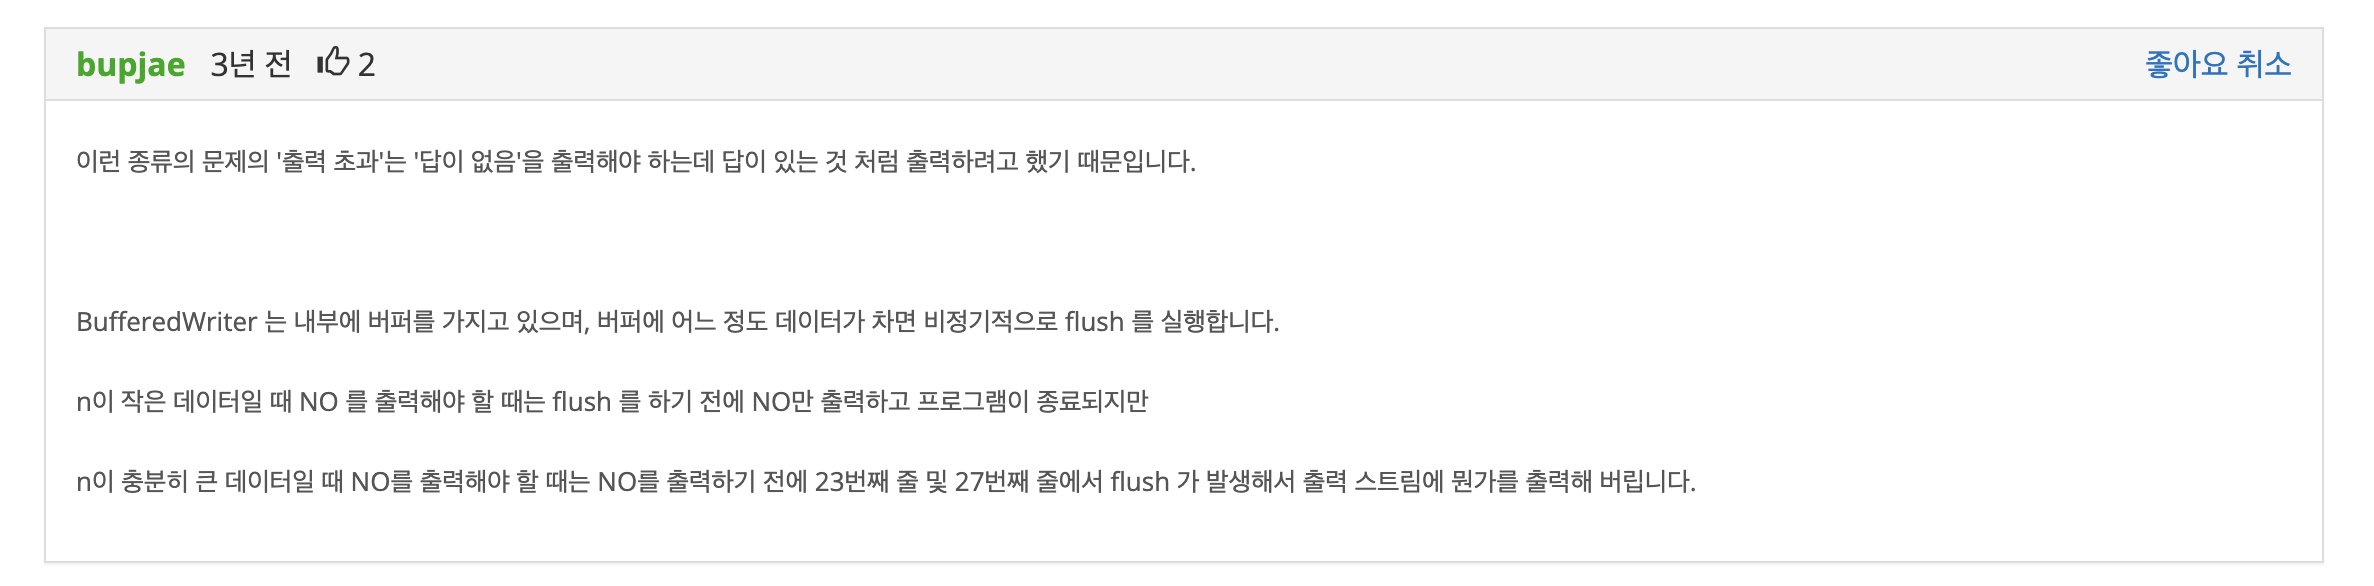 bupjae 3년 전 2 좋아요 취소
이런 종류의 문제의 '출력 초과'는 '답이 없음'을 출력해야 하는데 답이 있는 것 처럼 출력하려고 했기 때문입니다.
BufferedWriter 는 내부에 버퍼를 가지고 있으며, 버퍼에 어느 정도 데이터가 차면 비정기적으로 flush 를 실행합니다.
n이 작은 데이터일 때 NO 를 출력해야 할 때는 flush 를 하기 전에 NO만 출력하고 프로그램이 종료되지만
n이 충분히 큰 데이터일 때 NO를 출력해야 할 때는 NO를 출력하기 전에 23번째 줄 및 27번째 줄에서 flush 가 발생해서 출력 스트림에 뭔가를 출력해 버립니다.